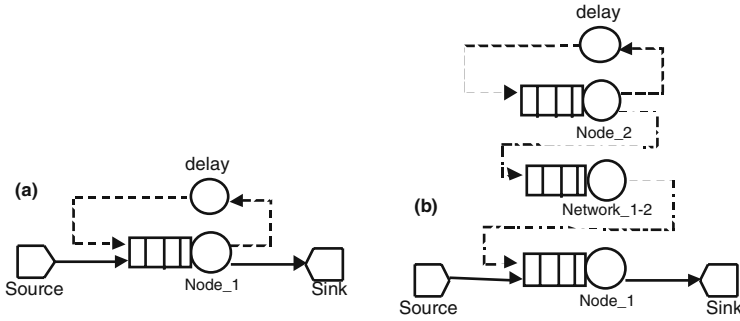 delay
(a)
Source
Node_1
Sink
delay
Node_2
Network_1-2
(b)
Source
Node_1
Sink